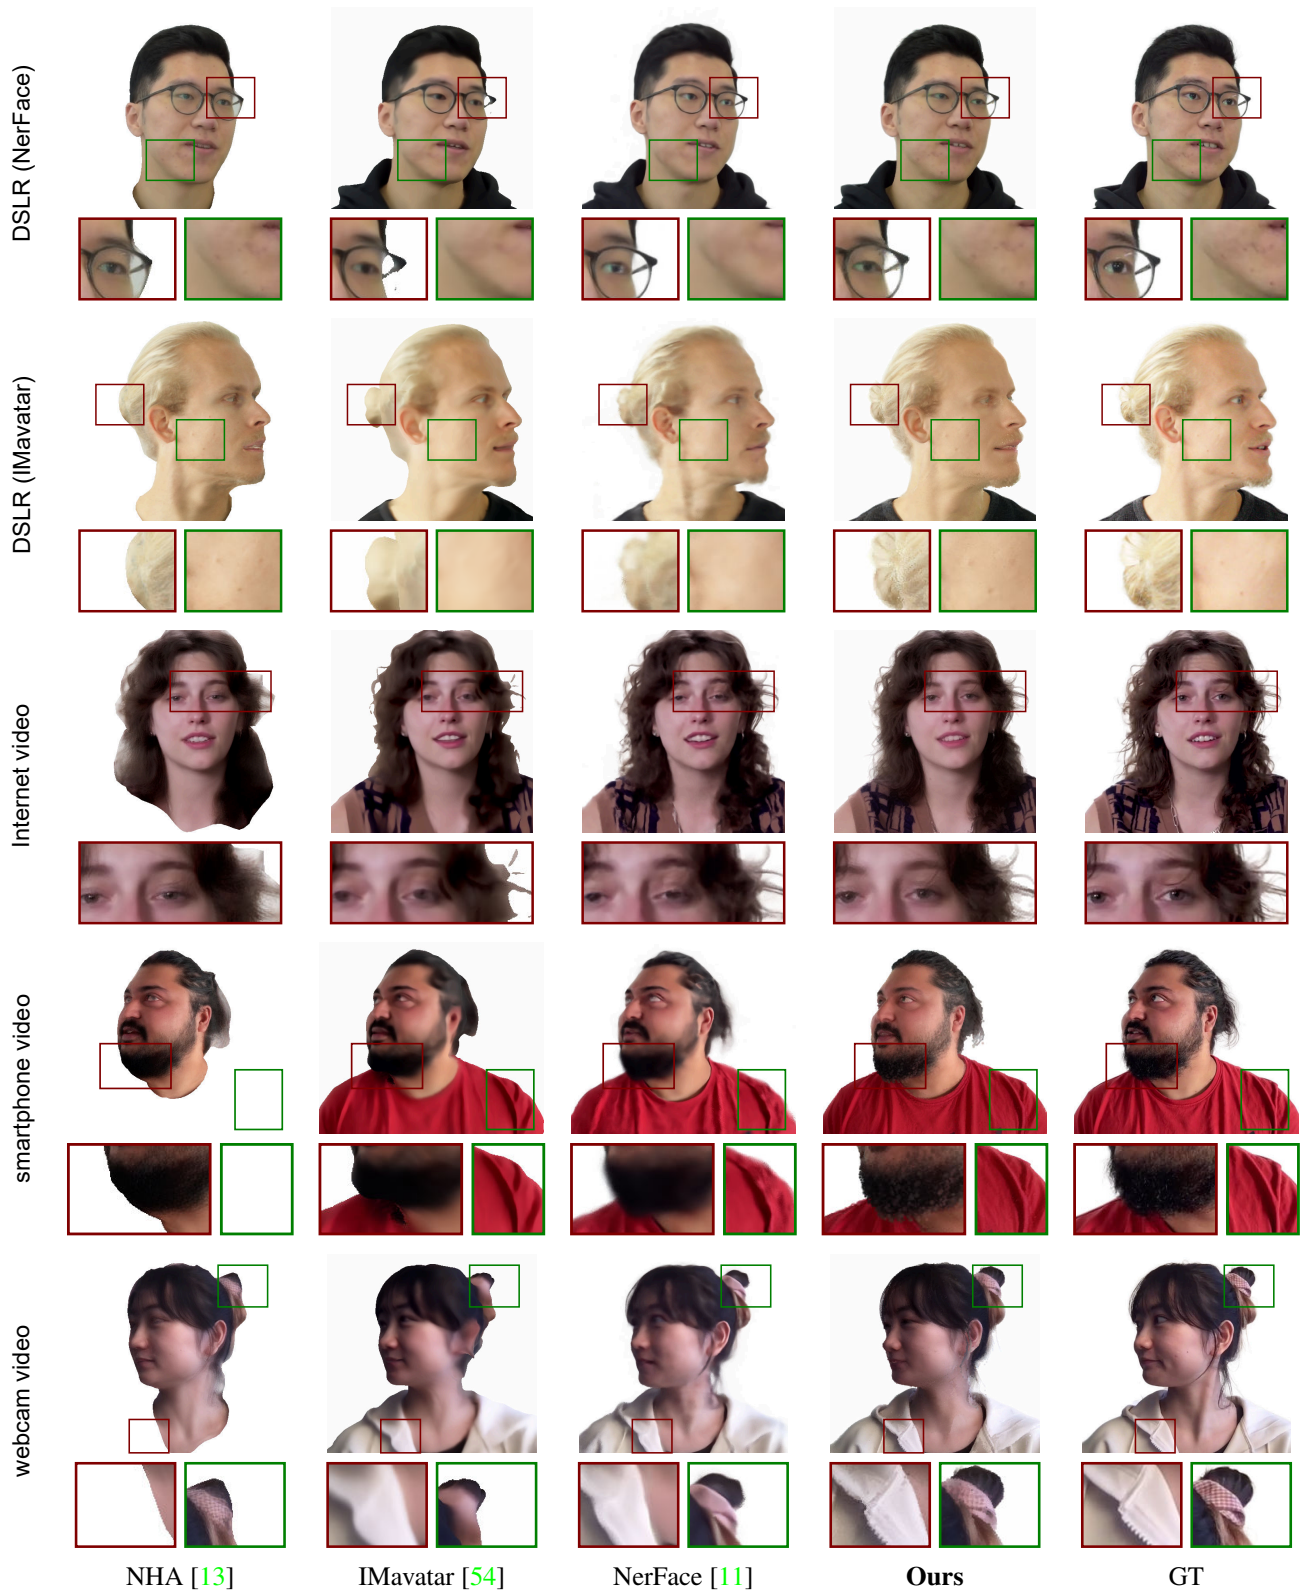 DSLR (NerFace)
DSLR (IMavatar)
Internet video
smartphone video
webcam video
NHA [13]
IMavatar [54]
NerFace [11]
Ours
GT